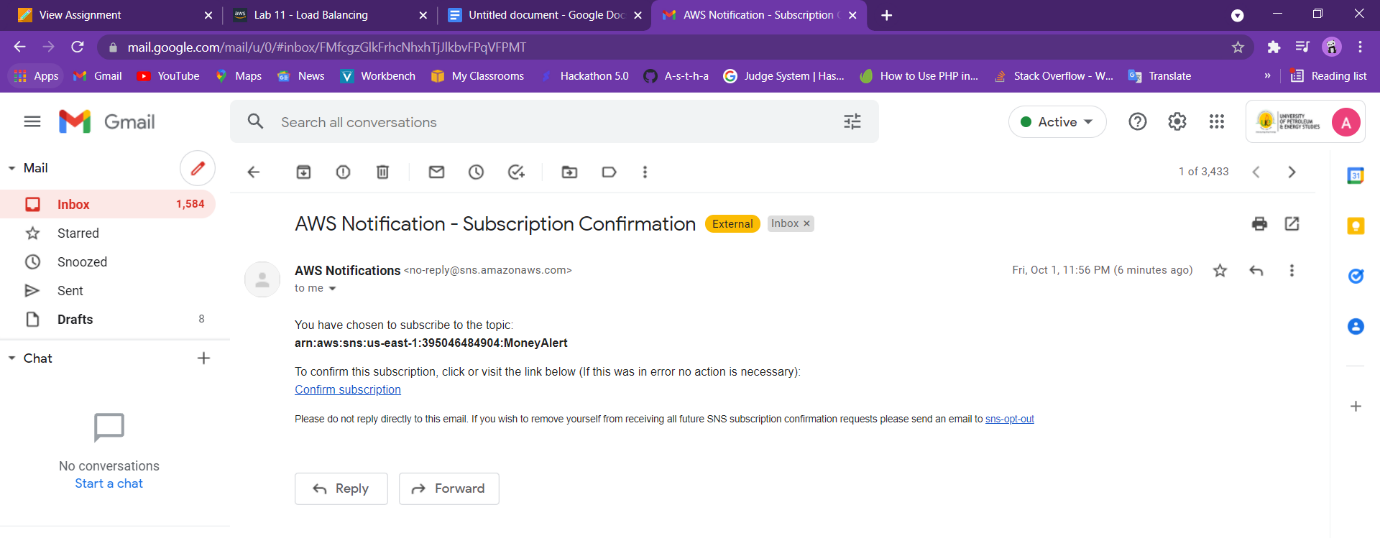 View Assignment
Lab 11 - Load Balancing
Untitled document - Google Doc
AWS Notification - Subscription C
mail.google.com/mail/u/0/#inbox/FMfcgzGlkFrhcNhxhTjJlkbvFPqVFPMT
Apps Gmail YouTube Maps News Workbench My Classrooms Hackathon 5.0 A-s-t-h-a Judge System | Has... How to Use PHP in... Stack Overflow - W... Translate » Reading list
Gmail
Search all conversations
Active
UNIVERSITY
OF PETROLEUM
& ENERGY STUDIES
A
Mail
1 of 3,433
31
Inbox 1,584
Starred
Snoozed
Sent
Drafts 8
Chat
No conversations
Start a chat
AWS Notification - Subscription Confirmation External Inbox ×
AWS Notifications <no-reply@sns.amazonaws.com>
Fri, Oct 1, 11:56 PM (6 minutes ago)
to me
You have chosen to subscribe to the topic:
arn:aws:sns:us-east-1:395046484904:MoneyAlert
To confirm this subscription, click or visit the link below (If this was in error no action is necessary):
Confirm subscription
Please do not reply directly to this email. If you wish to remove yourself from receiving all future SNS subscription confirmation requests please send an email to sns-opt-out
Reply
Forward